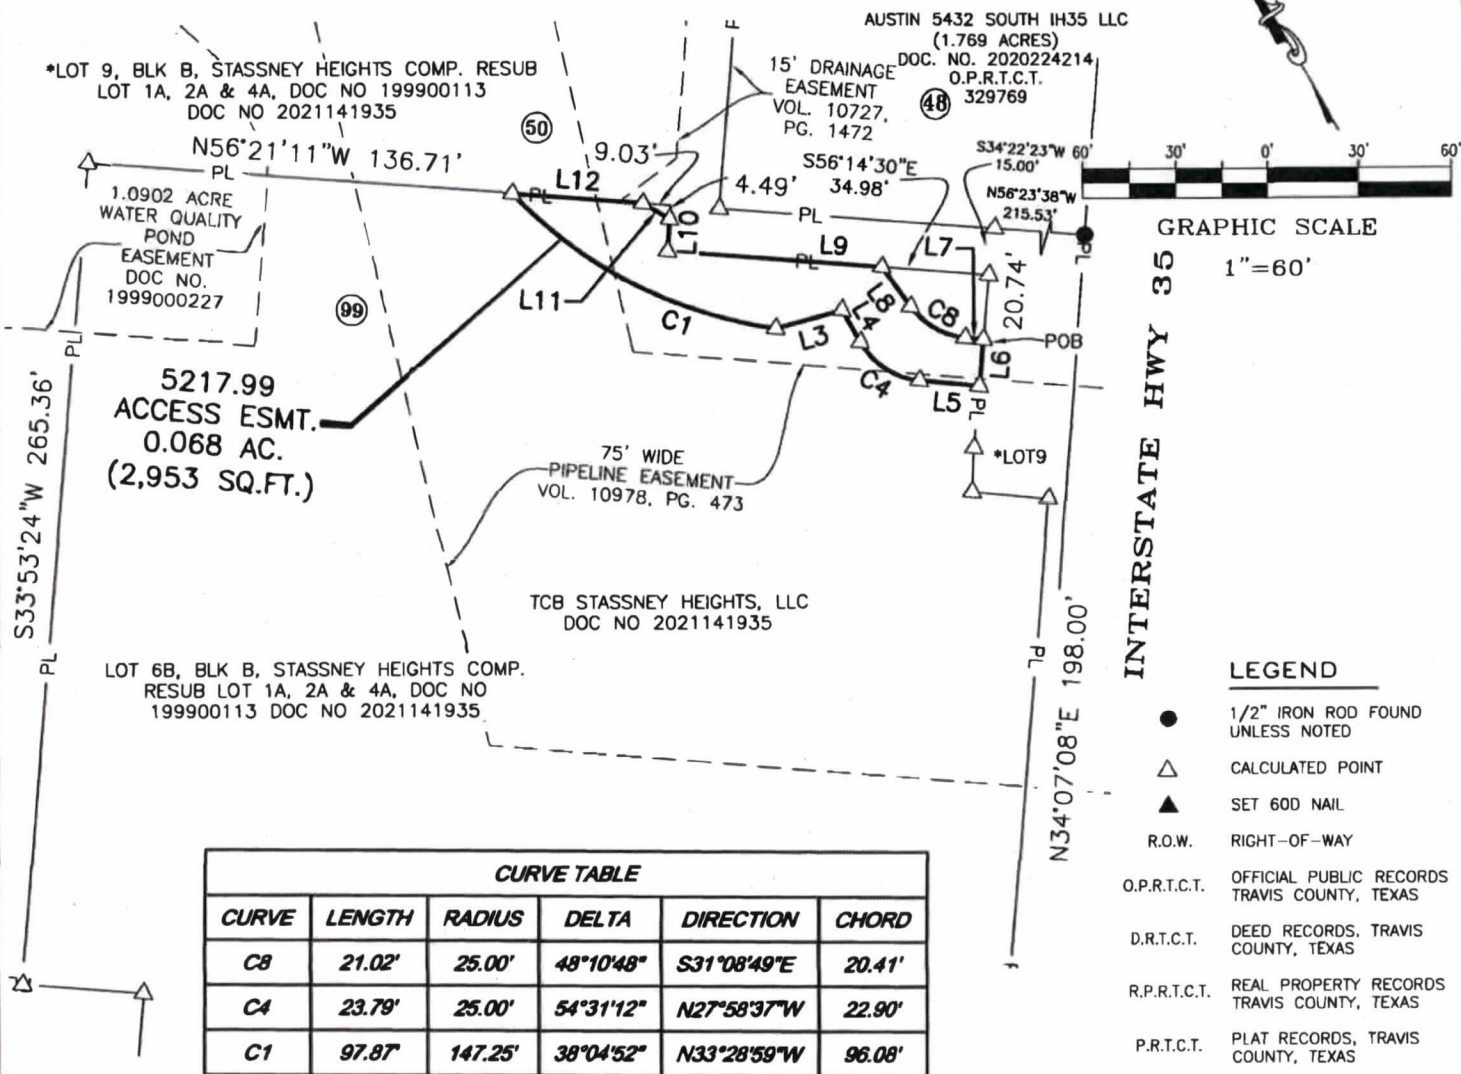 AUSTIN 5432 SOUTH IH35 LLC
(1.769 ACRES)
DOC. NO. 2020224214
O.P.R.T.C.T.
329769
48
*LOT 9, BLK B, STASSNEY HEIGHTS COMP. RESUB
LOT 1A, 2A & 4A, DOC NO 199900113
DOC NO 2021141935
15' DRAINAGE
EASEMENT
VOL. 10727,
PG. 1472
50
N56°21'11"W 136.71'
PL
L12
PL
9.03'
4.49'
S56°14'30"E
34.98'
S34°22'23"W
15.00'
N56°23'38"W
215.53'
PL
PL
60' 30' 0' 30' 60'
GRAPHIC SCALE
1"=60'
1.0902 ACRE
WATER QUALITY
POND
EASEMENT
DOC NO.
1999000227
L10
L9
PL
L7
L11
L8
C8
20.74'
POB
99
C1
L3
L4
C4
L5
L6
PL
PL
INTERSTATE HWY 35
5217.99
ACCESS ESMT.
0.068 AC.
(2,953 SQ.FT.)
S33°53'24"W 265.36'
PL
75' WIDE
PIPELINE EASEMENT
VOL. 10978, PG. 473
*LOT9
TCB STASSNEY HEIGHTS, LLC
DOC NO 2021141935
PL
N34°07'08"E 198.00'
LOT 6B, BLK B, STASSNEY HEIGHTS COMP.
RESUB LOT 1A, 2A & 4A, DOC NO
199900113 DOC NO 2021141935
LEGEND
1/2" IRON ROD FOUND
UNLESS NOTED
CALCULATED POINT
SET 60D NAIL
R.O.W. RIGHT-OF-WAY
O.P.R.T.C.T. OFFICIAL PUBLIC RECORDS
TRAVIS COUNTY, TEXAS
D.R.T.C.T. DEED RECORDS, TRAVIS
COUNTY, TEXAS
R.P.R.T.C.T. REAL PROPERTY RECORDS
TRAVIS COUNTY, TEXAS
P.R.T.C.T. PLAT RECORDS, TRAVIS
COUNTY, TEXAS
CURVE TABLE
CURVE LENGTH RADIUS DELTA DIRECTION CHORD
C8 21.02' 25.00' 48°10'48" S31°08'49"E 20.41'
C4 23.79' 25.00' 54°31'12" N27°58'37"W 22.90'
C1 97.87' 147.25' 38°04'52" N33°28'59"W 96.08'